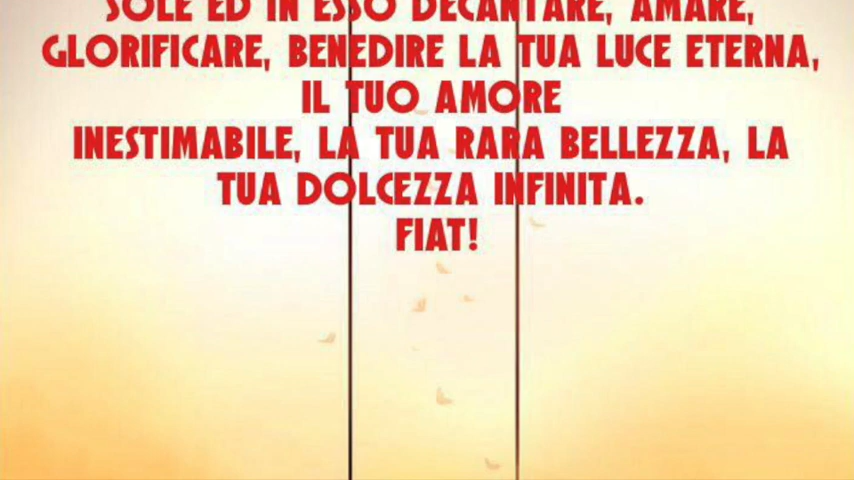 SOLE ED IN ESSO DECANTARE, AMARE,
GLORIFICARE, BENEDIRE LA TUA LUCE ETERNA,
IL TUO AMORE
INESTIMABILE, LA TUA RARA BELLEZZA, LA
TUA DOLCEZZA INFINITA.
FIAT!